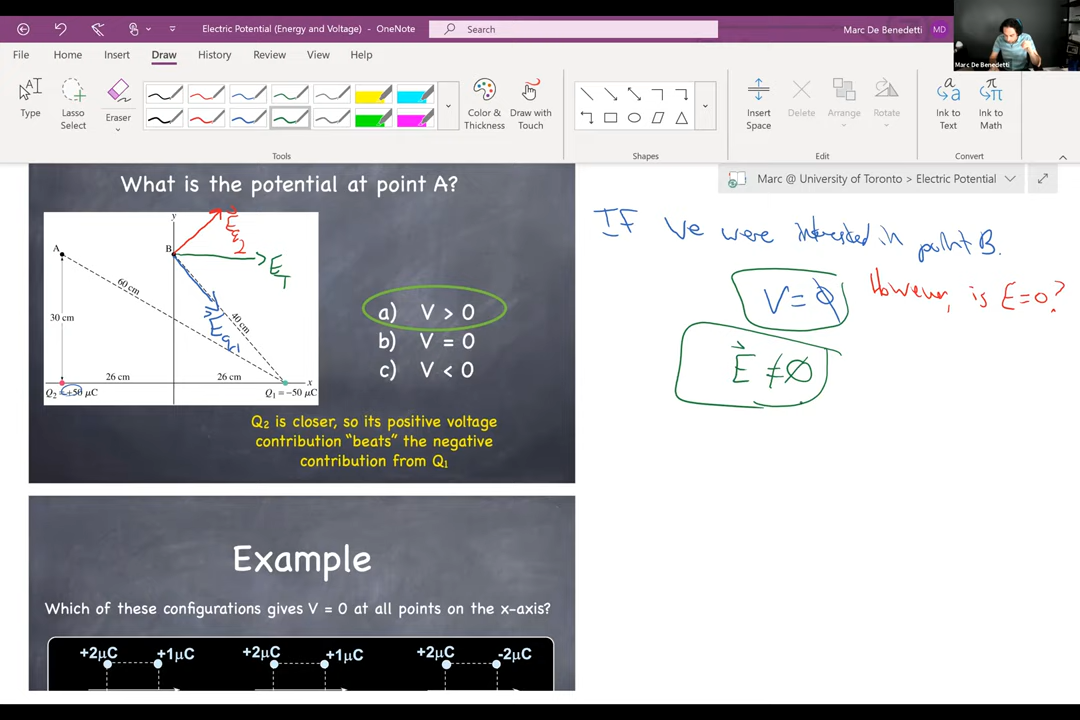 Electric Potential (Energy and Voltage) - OneNote
Search
Marc De Benedetti
MD
Marc De Benedetti
File Home Insert Draw History Review View Help
Type
Lasso Select
Eraser
Color & Thickness
Draw with Touch
Insert Space
Delete
Arrange
Rotate
Ink to Text
Ink to Math
Tools
Shapes
Edit
Convert
Marc @ University of Toronto > Electric Potential
What is the potential at point A?
y
A
B
E q2
E T
E q1
60 cm
40 cm
30 cm
26 cm
26 cm
x
Q₂ = +50 μC
Q₁ = −50 μC
a) V > 0
b) V = 0
c) V < 0
Q₂ is closer, so its positive voltage
contribution "beats" the negative
contribution from Q₁
IF We were interested in point B.
V = 0
However, is E=0?
E ≠ 0
Example
Which of these configurations gives V = 0 at all points on the x-axis?
+2μC +1μC +2μC +1μC +2μC -2μC